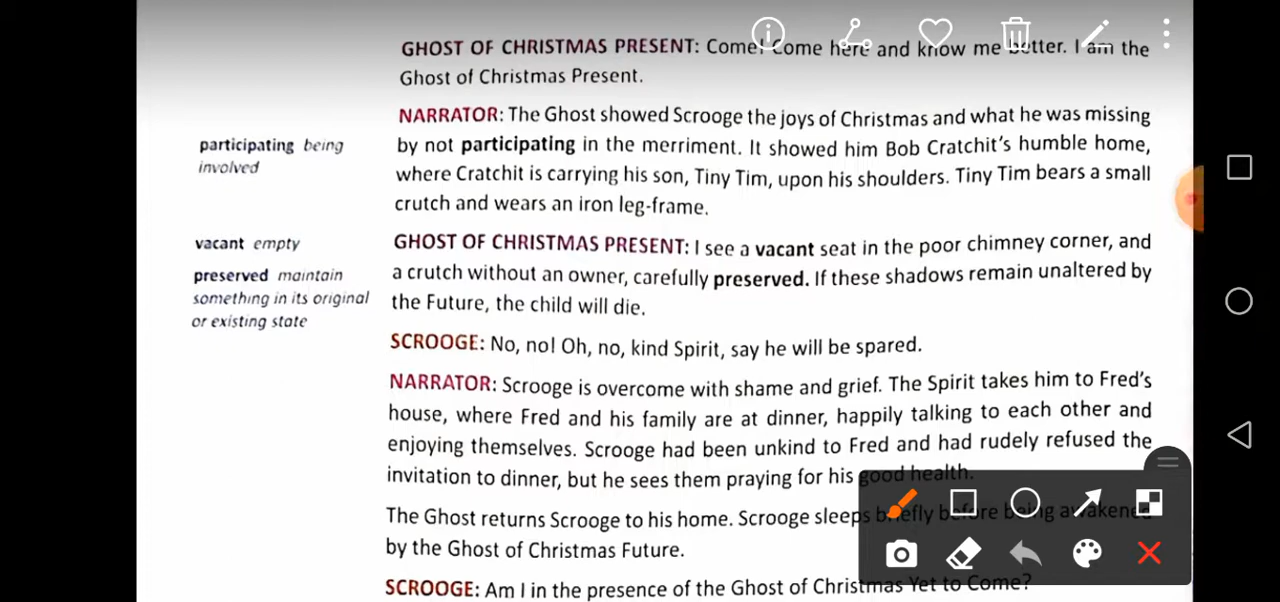 GHOST OF CHRISTMAS PRESENT: Come! Come here and know me better. I am the
Ghost of Christmas Present.
NARRATOR: The Ghost showed Scrooge the joys of Christmas and what he was missing
by not participating in the merriment. It showed him Bob Cratchit's humble home,
where Cratchit is carrying his son, Tiny Tim, upon his shoulders. Tiny Tim bears a small
crutch and wears an iron leg-frame.
participating being
involved
GHOST OF CHRISTMAS PRESENT: I see a vacant seat in the poor chimney corner, and
a crutch without an owner, carefully preserved. If these shadows remain unaltered by
the Future, the child will die.
vacant empty
preserved maintain
something in its original
or existing state
SCROOGE: No, no! Oh, no, kind Spirit, say he will be spared.
NARRATOR: Scrooge is overcome with shame and grief. The Spirit takes him to Fred's
house, where Fred and his family are at dinner, happily talking to each other and
enjoying themselves. Scrooge had been unkind to Fred and had rudely refused the
invitation to dinner, but he sees them praying for his good health.
The Ghost returns Scrooge to his home. Scrooge sleeps briefly before being awakened
by the Ghost of Christmas Future.
SCROOGE: Am I in the presence of the Ghost of Christmas Yet to Come?